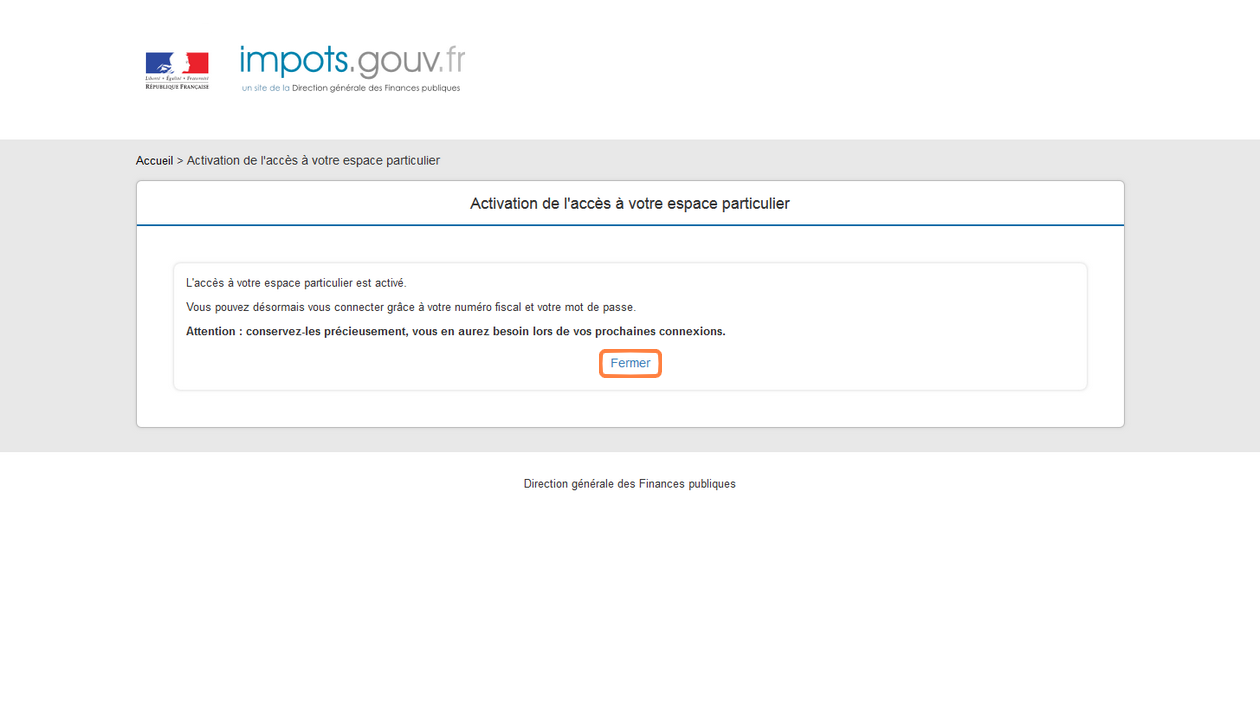 impots.gouv.fr
Liberté • Égalité • Fraternité
RÉPUBLIQUE FRANÇAISE
un site de la Direction générale des Finances publiques
Accueil > Activation de l'accès à votre espace particulier
Activation de l'accès à votre espace particulier
L'accès à votre espace particulier est activé.
Vous pouvez désormais vous connecter grâce à votre numéro fiscal et votre mot de passe.
Attention : conservez-les précieusement, vous en aurez besoin lors de vos prochaines connexions.
Fermer
Direction générale des Finances publiques